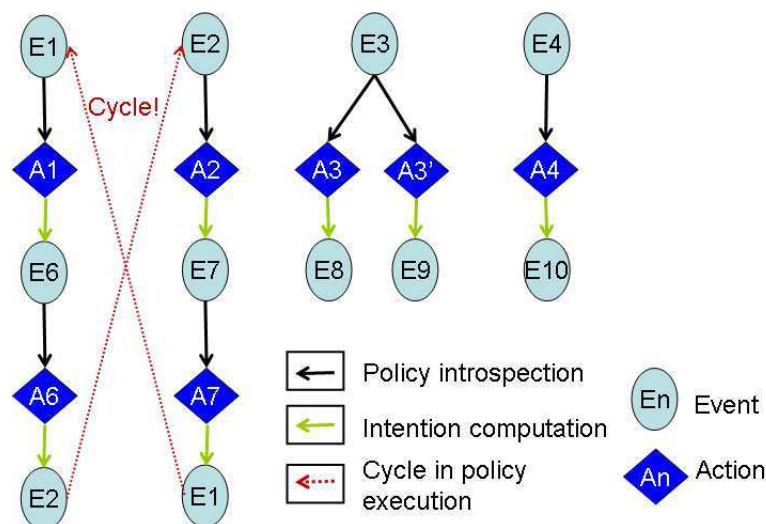 E1
E2
E3
E4
Cycle!
A1
A2
A3
A3'
A4
E6
E7
E8
E9
E10
Policy introspection
A6
A7
En
Event
Intention computation
E2
E1
Cycle in policy
execution
An
Action